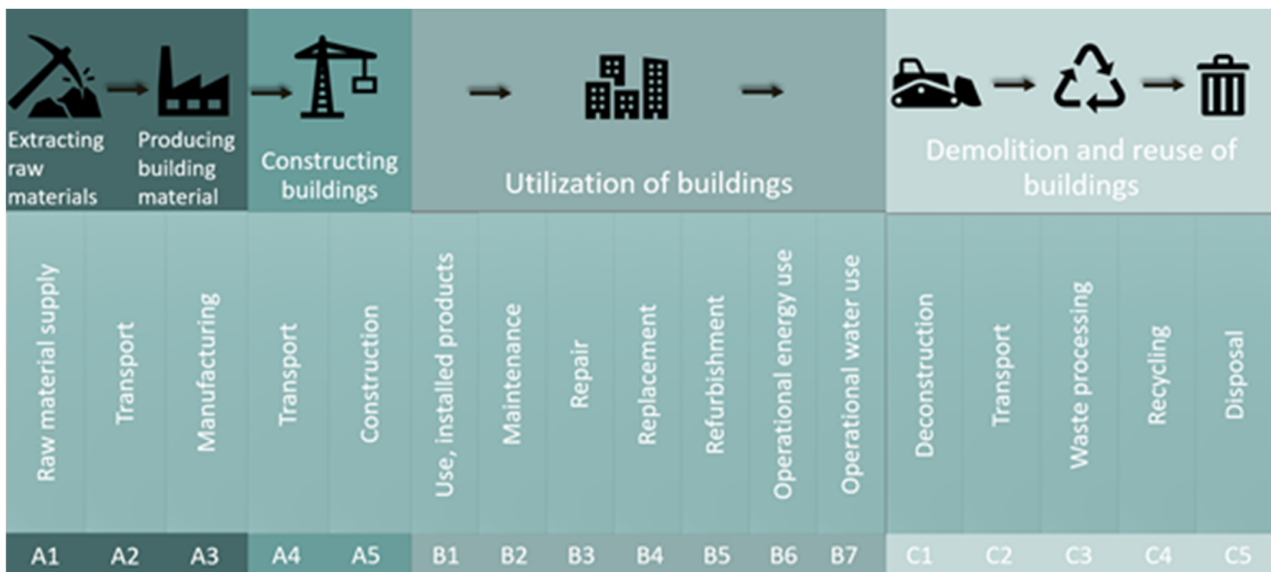 Extracting
raw
materials
Producing
building
material
Constructing
buildings
Utilization of buildings
Demolition and reuse of
buildings
Raw material supply
Transport
Manufacturing
Transport
Construction
Use, installed products
Maintenance
Repair
Replacement
Refurbishment
Operational energy use
Operational water use
Deconstruction
Transport
Waste processing
Recycling
Disposal
A1
A2
A3
A4
A5
B1
B2
B3
B4
B5
B6
B7
C1
C2
C3
C4
C5